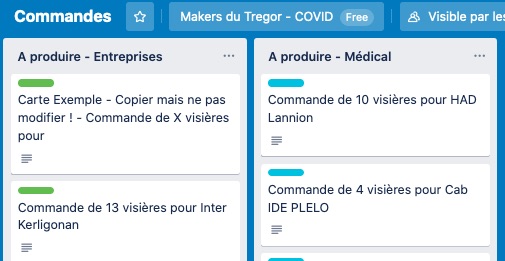 Commandes
Makers du Tregor - COVID Free
Visible par les
A produire - Entreprises
Carte Exemple - Copier mais ne pas
modifier ! - Commande de X visières
pour
Commande de 13 visières pour Inter
Kerligonan
A produire - Médical
Commande de 10 visières pour HAD
Lannion
Commande de 4 visières pour Cab
IDE PLELO